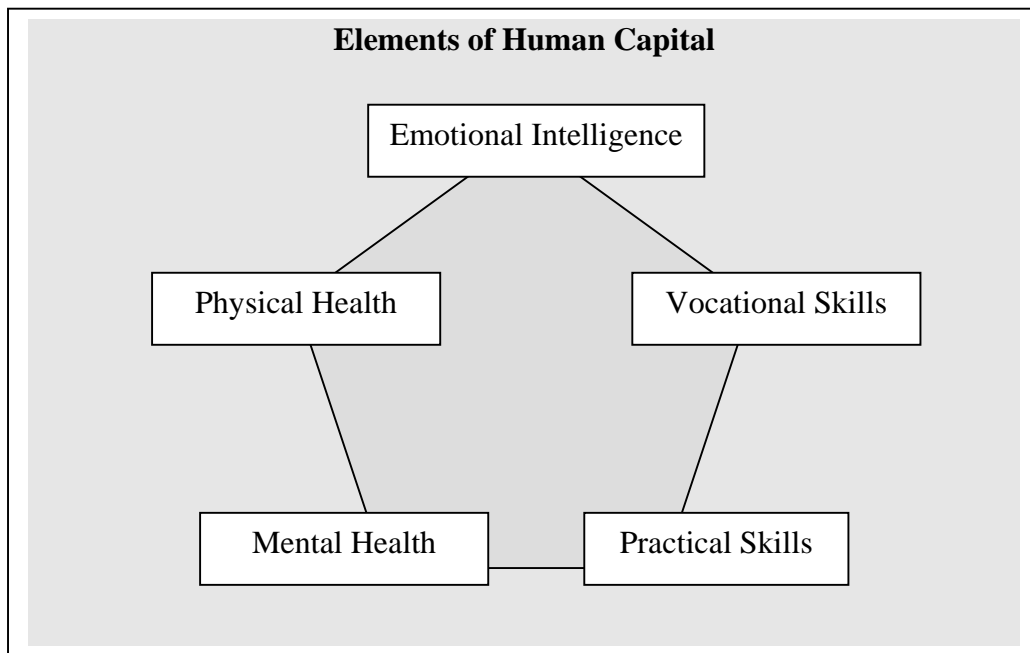 Elements of Human Capital
Emotional Intelligence
Physical Health
Vocational Skills
Mental Health
Practical Skills